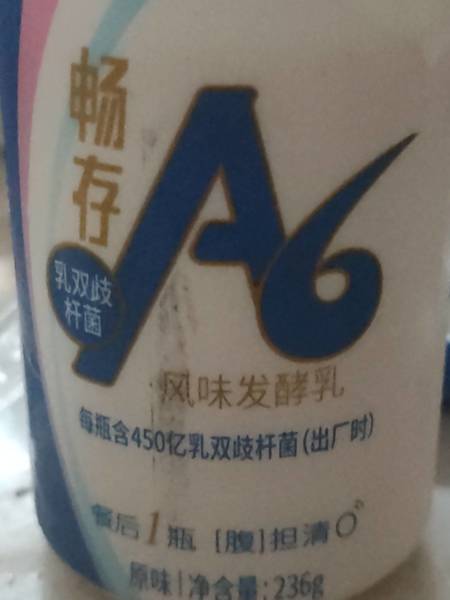 畅存
A6
乳双歧
杆菌
风味发酵乳
每瓶含450亿乳双歧杆菌(出厂时)
餐后1瓶 [腹]担清0
原味|净含量:236g